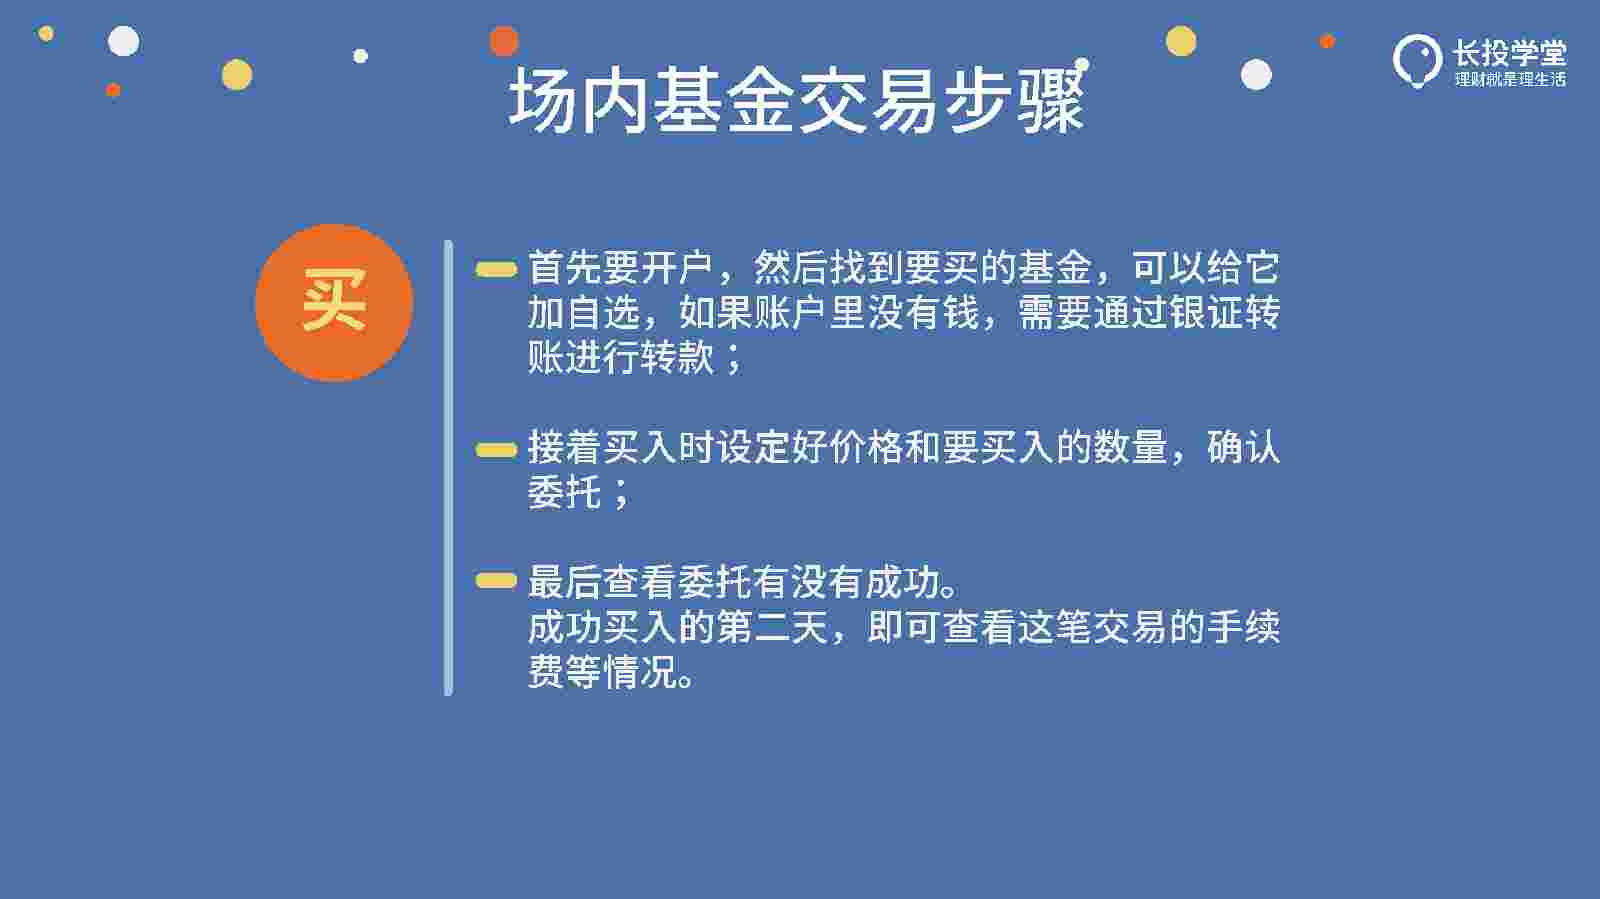 长投学堂
理财就是理生活
场内基金交易步骤
买
首先要开户，然后找到要买的基金，可以给它
加自选，如果账户里没有钱，需要通过银证转
账进行转款；
接着买入时设定好价格和要买入的数量，确认
委托；
最后查看委托有没有成功。
成功买入的第二天，即可查看这笔交易的手续
费等情况。